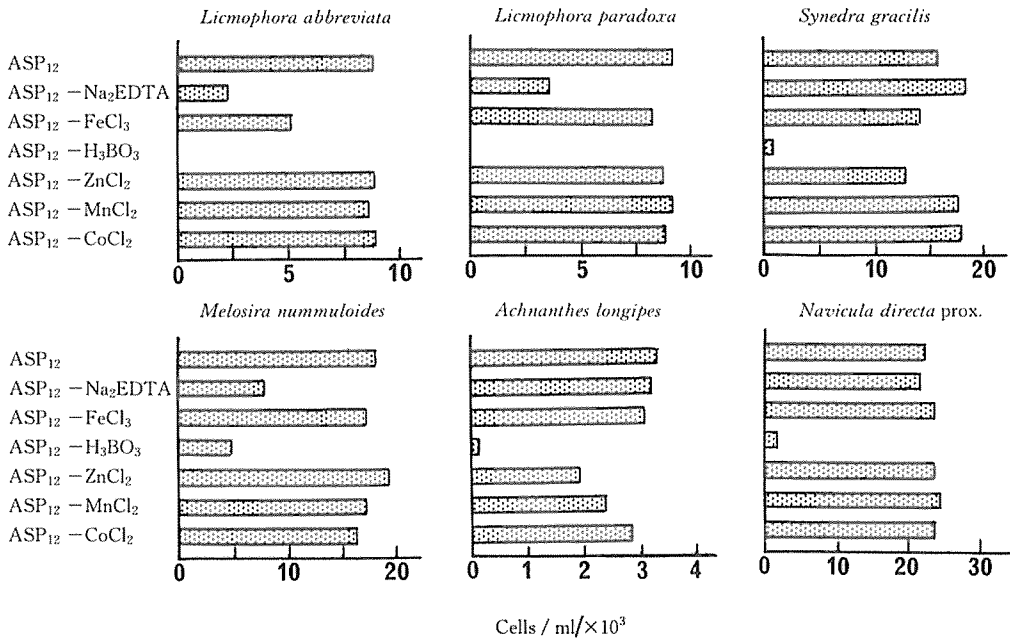 Licmophora abbreviata Licmophora paradoxa Synedra gracilis
ASP₁₂
ASP₁₂ −Na₂EDTA
ASP₁₂ −FeCl₃
ASP₁₂ −H₃BO₃
ASP₁₂ −ZnCl₂
ASP₁₂ −MnCl₂
ASP₁₂ −CoCl₂
0 5 10 0 5 10 0 10 20
Melosira nummuloides Achnanthes longipes Navicula directa prox.
ASP₁₂
ASP₁₂ −Na₂EDTA
ASP₁₂ −FeCl₃
ASP₁₂ −H₃BO₃
ASP₁₂ −ZnCl₂
ASP₁₂ −MnCl₂
ASP₁₂ −CoCl₂
0 10 20 0 1 2 3 4 0 10 20 30
Cells / ml/×10³